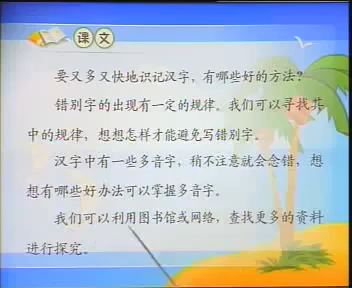 课文
要又多又快地识记汉字，有哪些好的方法？
错别字的出现有一定的规律。我们可以寻找其
中的规律，想想怎样才能避免写错别字。
汉字中有一些多音字，稍不注意就会念错，想
想有哪些好办法可以掌握多音字。
我们可以利用图书馆或网络，查找更多的资料
进行探究。